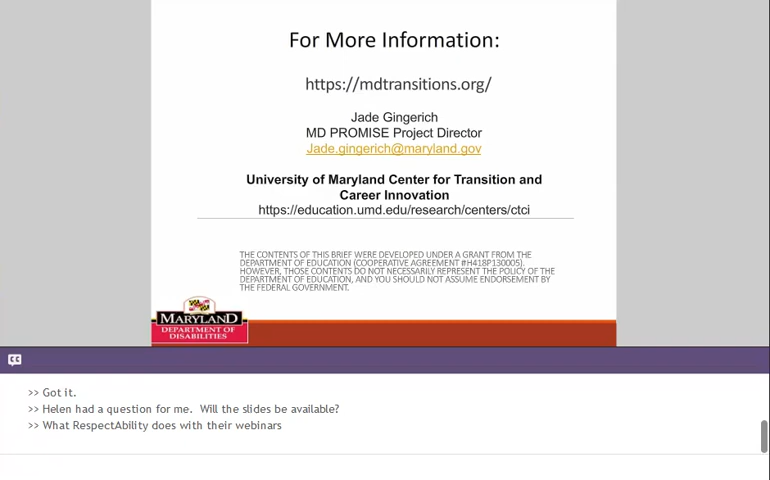 For More Information:
https://mdtransitions.org/
Jade Gingerich
MD PROMISE Project Director
Jade.gingerich@maryland.gov
University of Maryland Center for Transition and
Career Innovation
https://education.umd.edu/research/centers/ctci
THE CONTENTS OF THIS BRIEF WERE DEVELOPED UNDER A GRANT FROM THE
DEPARTMENT OF EDUCATION (COOPERATIVE AGREEMENT #H418P130005).
HOWEVER, THOSE CONTENTS DO NOT NECESSARILY REPRESENT THE POLICY OF THE
DEPARTMENT OF EDUCATION, AND YOU SHOULD NOT ASSUME ENDORSEMENT BY
THE FEDERAL GOVERNMENT.
MARYLAND
DEPARTMENT OF
DISABILITIES
CC
>> Got it.
>> Helen had a question for me.  Will the slides be available?
>> What RespectAbility does with their webinars